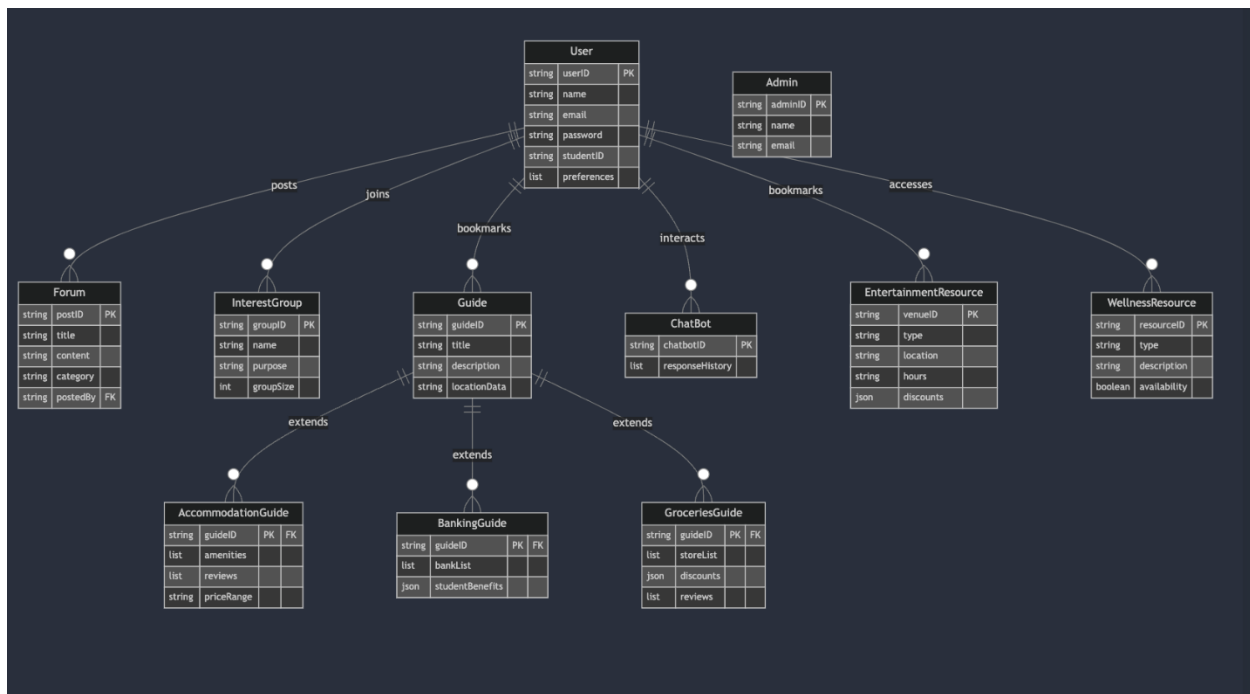 User
string userID PK
string name
string email
string password
string studentID
list preferences
Admin
string adminID PK
string name
string email
posts
joins
bookmarks
interacts
bookmarks
accesses
Forum
string postID PK
string title
string content
string category
string postedBy FK
InterestGroup
string groupID PK
string name
string purpose
int groupSize
Guide
string guideID PK
string title
string description
string locationData
ChatBot
string chatbotID PK
list responseHistory
EntertainmentResource
string venueID PK
string type
string location
string hours
json discounts
WellnessResource
string resourceID PK
string type
string description
boolean availability
extends
extends
extends
AccommodationGuide
string guideID PK FK
list amenities
list reviews
string priceRange
BankingGuide
string guideID PK FK
list bankList
json studentBenefits
GroceriesGuide
string guideID PK FK
list storeList
json discounts
list reviews